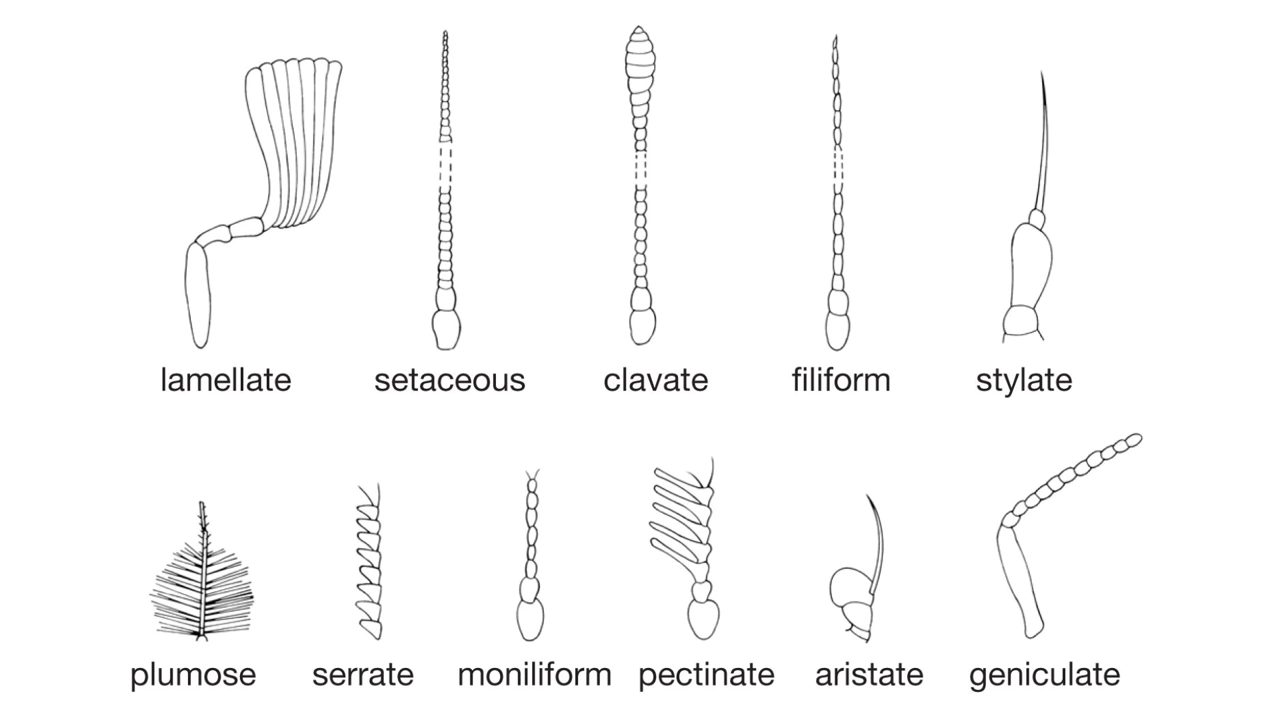 lamellate setaceous clavate filiform stylate
plumose serrate moniliform pectinate aristate geniculate